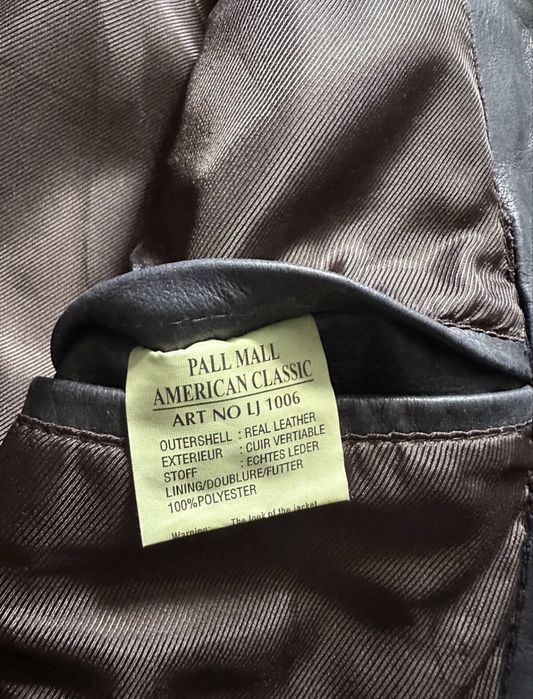 PALL MALL
AMERICAN CLASSIC
ART NO LJ 1006
OUTERSHELL : REAL LEATHER
EXTERIEUR : CUIR VERTIABLE
STOFF : ECHTES LEDER
LINING/DOUBLURE/FUTTER
100%POLYESTER
Warning: The look of the jacket